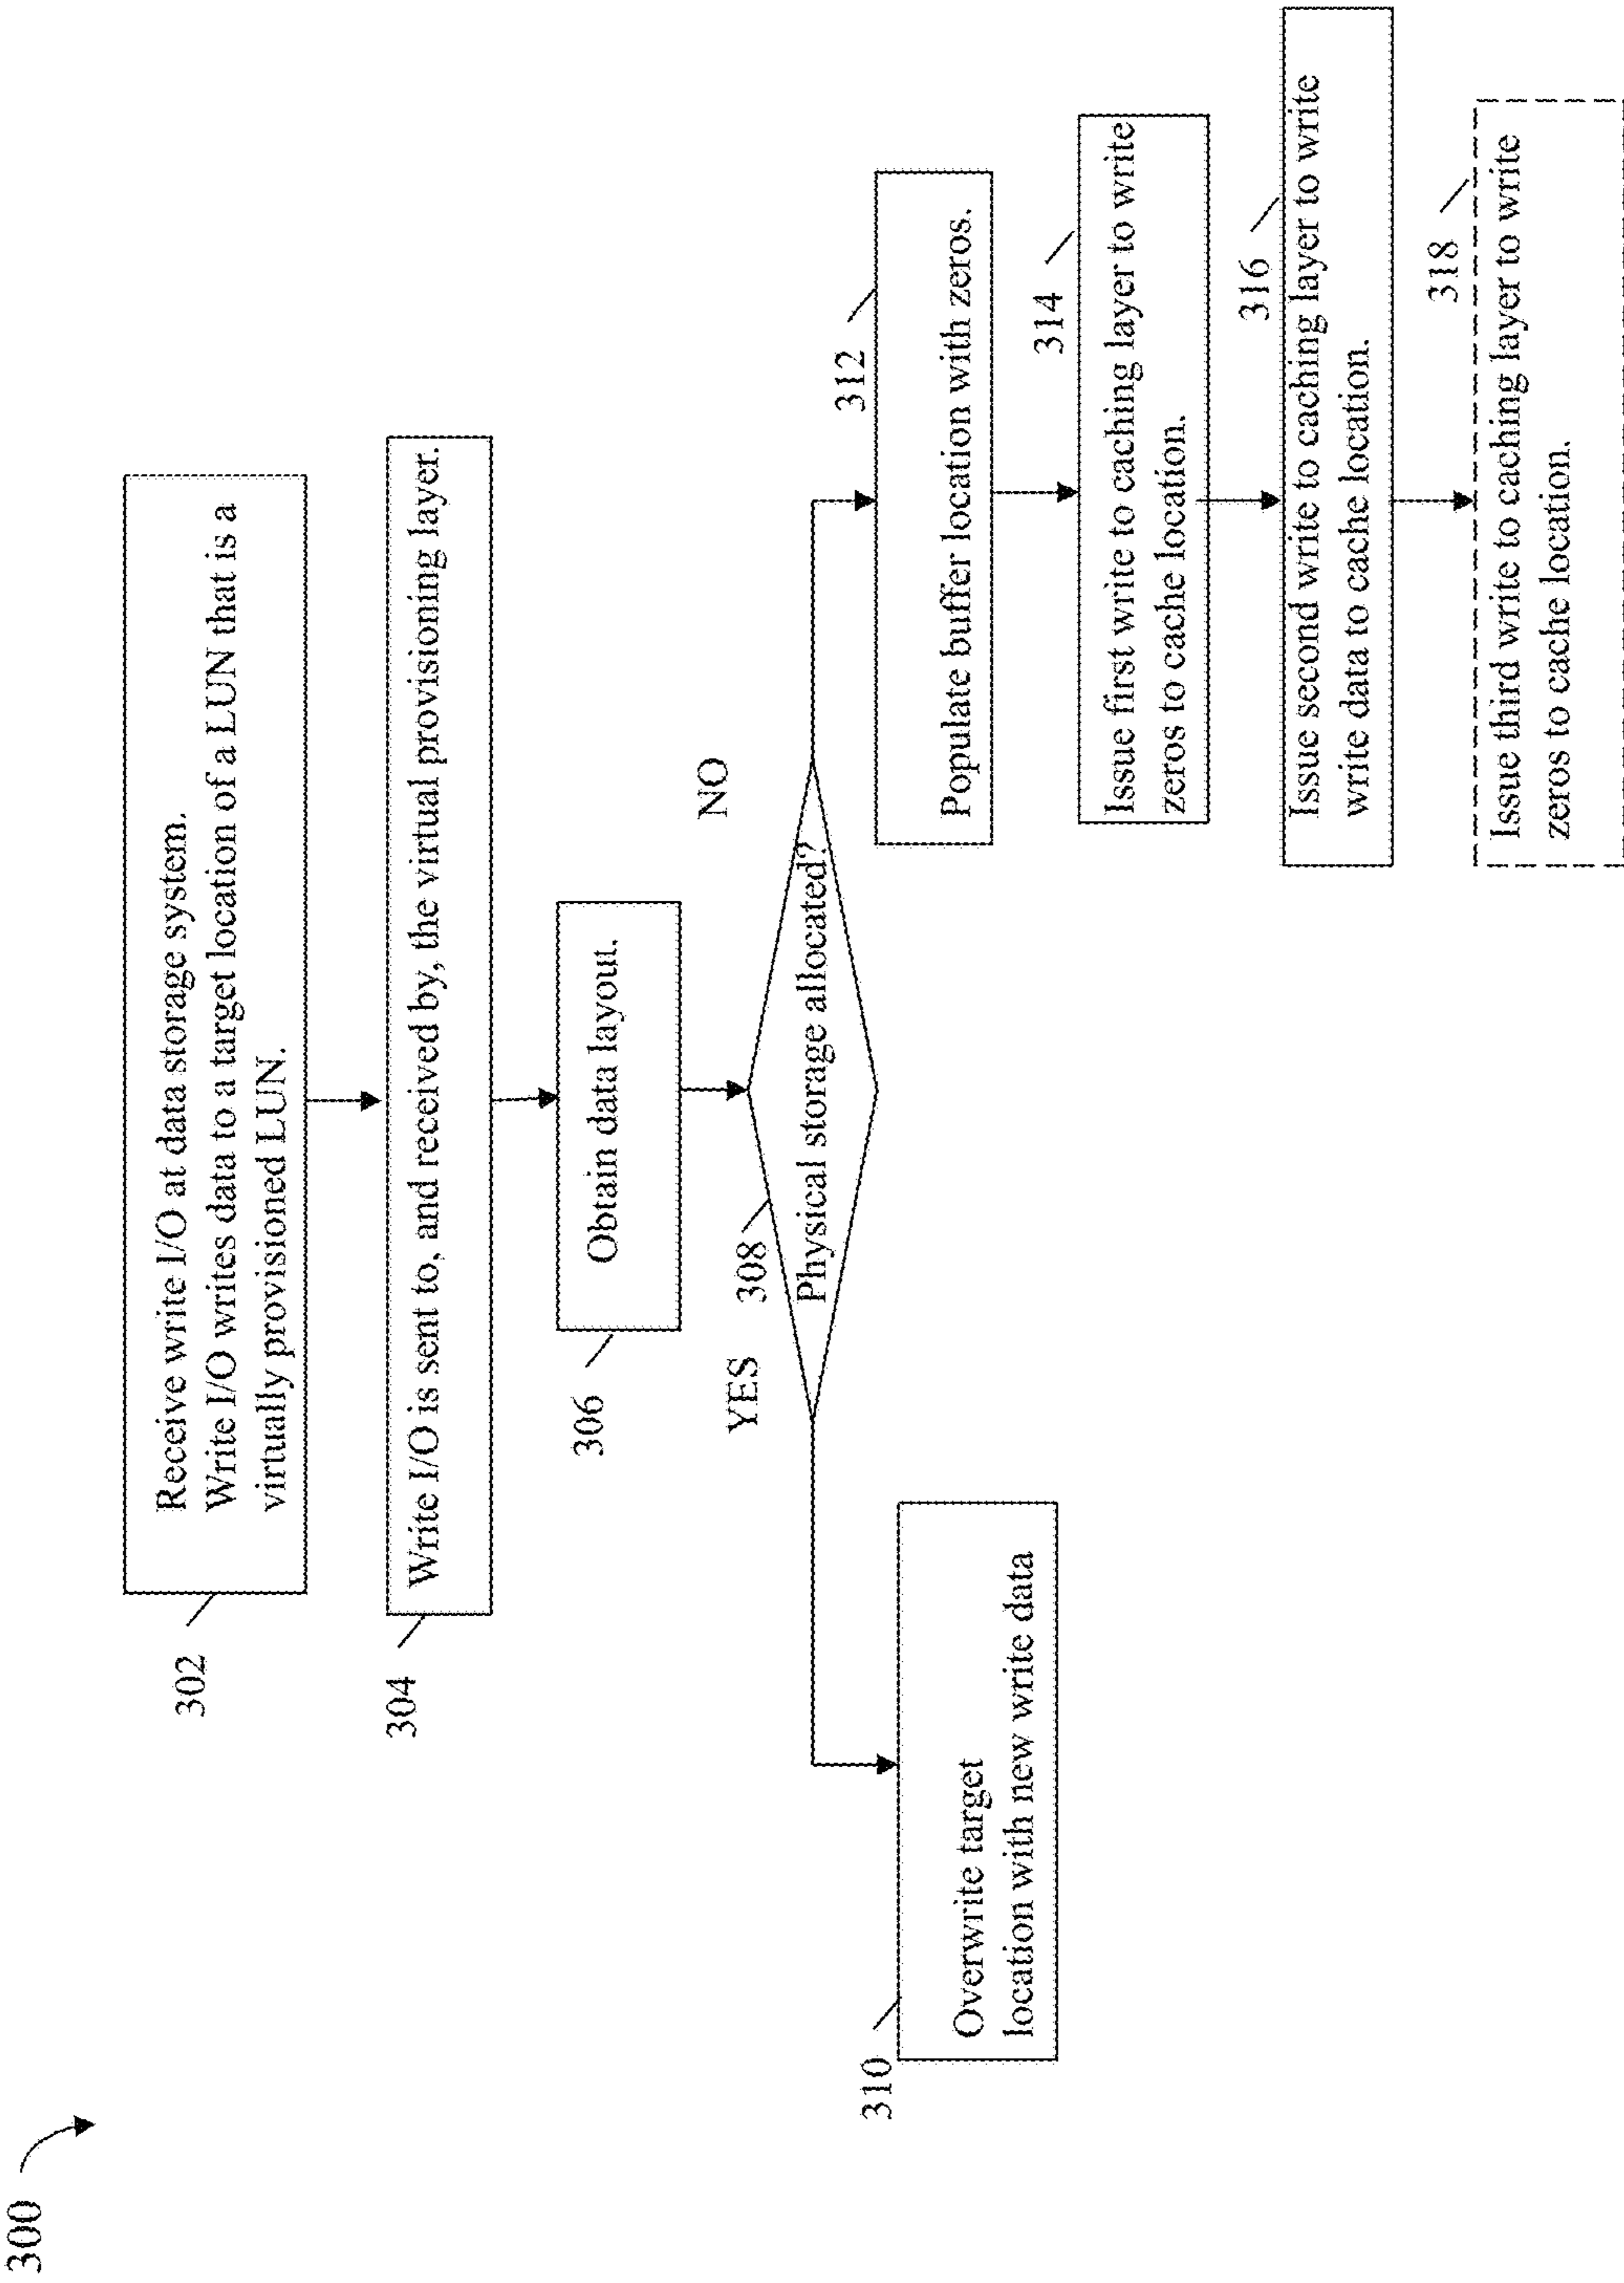 300
302
Receive write I/O at data storage system.
Write I/O writes data to a target location of a LUN that is a
virtually provisioned LUN.
304
Write I/O is sent to, and received by, the virtual provisioning layer.
306
Obtain data layout.
YES
308
NO
Physical storage allocated?
310
Overwrite target
location with new write data
312
Populate buffer location with zeros.
314
Issue first write to caching layer to write
zeros to cache location.
316
Issue second write to caching layer to write
write data to cache location.
318
Issue third write to caching layer to write
zeros to cache location.